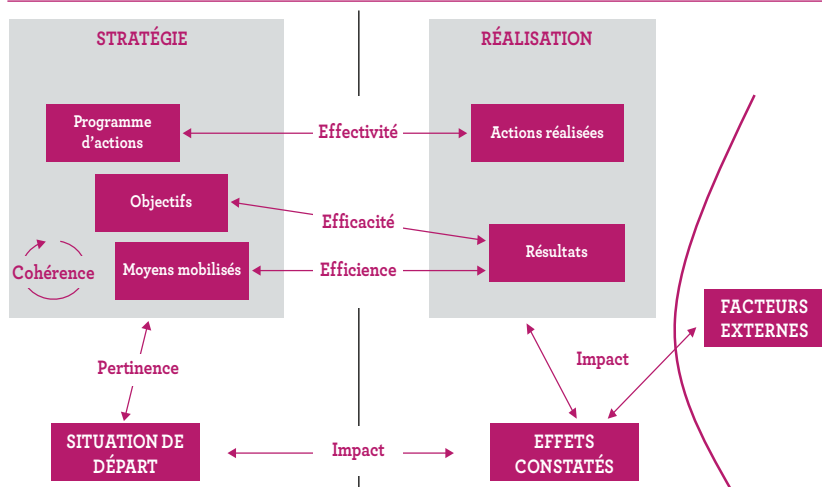 STRATÉGIE
RÉALISATION
Programme
d'actions
Effectivité
Actions réalisées
Objectifs
Efficacité
Résultats
Cohérence
Moyens mobilisés
Efficience
FACTEURS
EXTERNES
Pertinence
Impact
SITUATION DE
DÉPART
Impact
EFFETS
CONSTATÉS